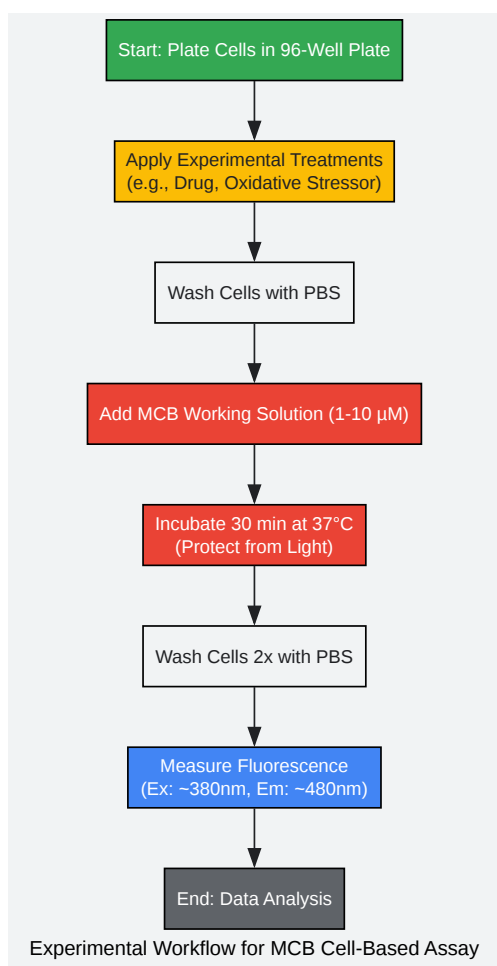 Start: Plate Cells in 96-Well Plate
Apply Experimental Treatments
(e.g., Drug, Oxidative Stressor)
Wash Cells with PBS
Add MCB Working Solution (1-10 µM)
Incubate 30 min at 37°C
(Protect from Light)
Wash Cells 2x with PBS
Measure Fluorescence
(Ex: ~380nm, Em: ~480nm)
End: Data Analysis
Experimental Workflow for MCB Cell-Based Assay